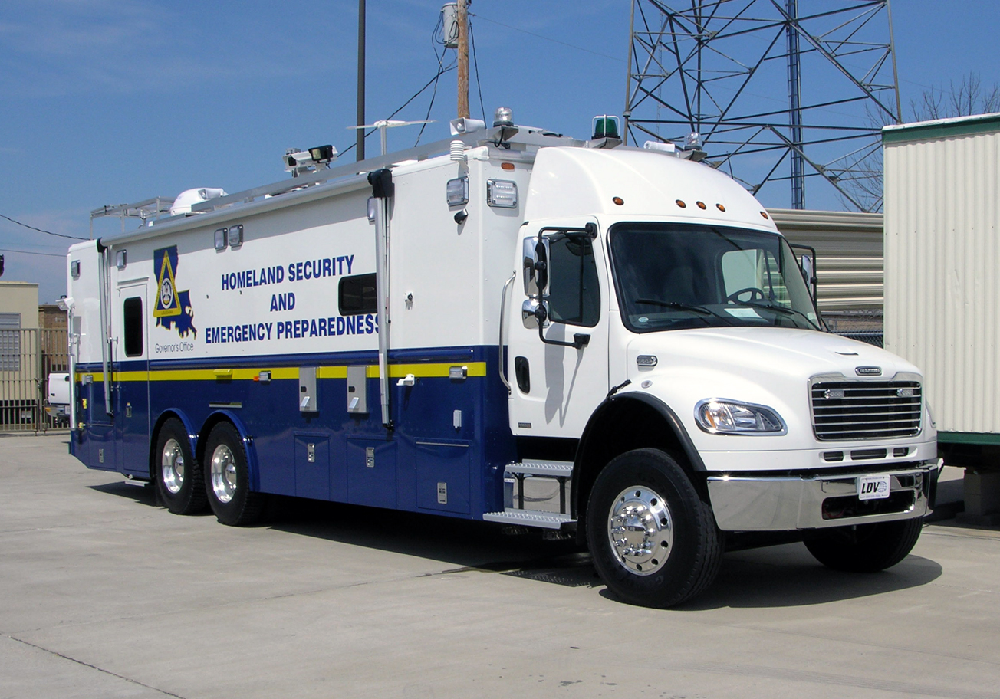 HOMELAND SECURITY
AND
EMERGENCY PREPAREDNESS
Governor's Office
LDV